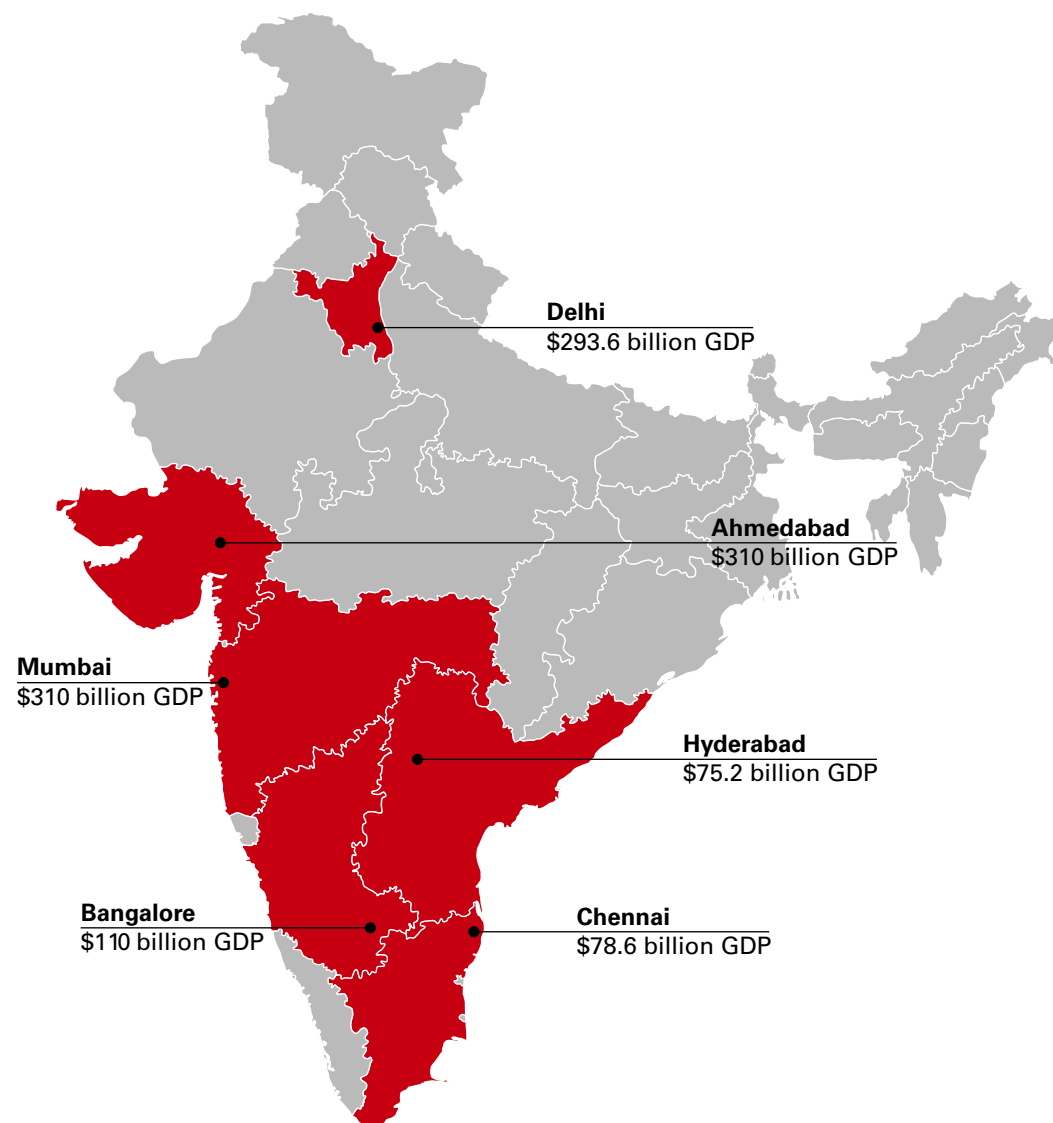 Delhi
$293.6 billion GDP
Ahmedabad
$310 billion GDP
Mumbai
$310 billion GDP
Hyderabad
$75.2 billion GDP
Bangalore
$110 billion GDP
Chennai
$78.6 billion GDP